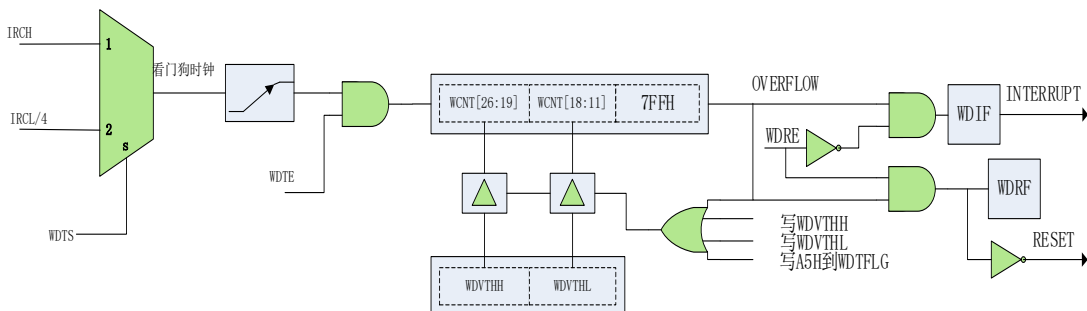 IRCH
1
看门狗时钟
IRCL/4
2
s
WDTS
WDTE
WCNT[26:19]
WCNT[18:11]
7FFH
OVERFLOW
WDRE
WDIF
INTERRUPT
WDRF
RESET
写WDVTHH
写WDVTHL
写A5H到WDTFLG
WDVTHH
WDVTHL